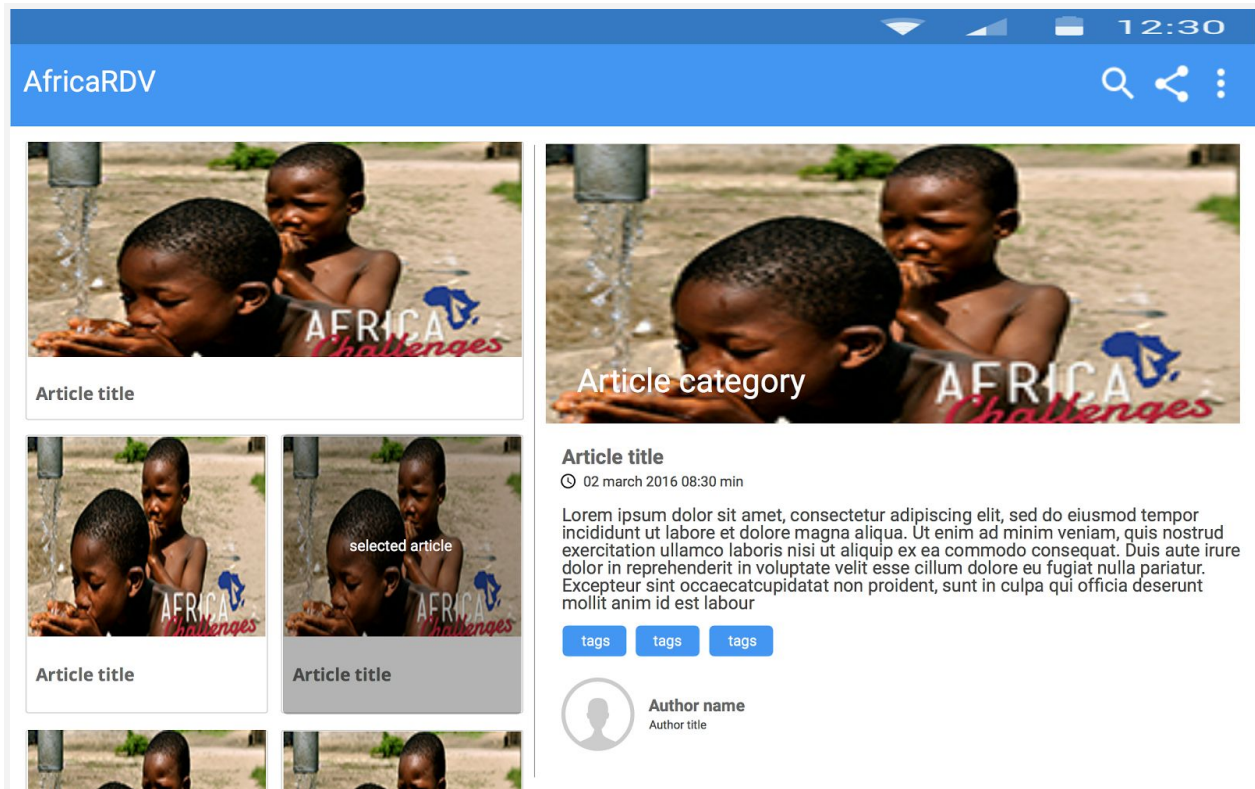 12:30
AfricaRDV
AFRICA
Challenges
Article title
AFRICA
Challenges
Article title
selected article
AFRICA
Challenges
Article title
Article category
AFRICA
Challenges
Article title
02 march 2016 08:30 min
Lorem ipsum dolor sit amet, consectetur adipiscing elit, sed do eiusmod tempor
incididunt ut labore et dolore magna aliqua. Ut enim ad minim veniam, quis nostrud
exercitation ullamco laboris nisi ut aliquip ex ea commodo consequat. Duis aute irure
dolor in reprehenderit in voluptate velit esse cillum dolore eu fugiat nulla pariatur.
Excepteur sint occaecatcupidatat non proident, sunt in culpa qui officia deserunt
mollit anim id est labour
tags tags tags
Author name
Author title